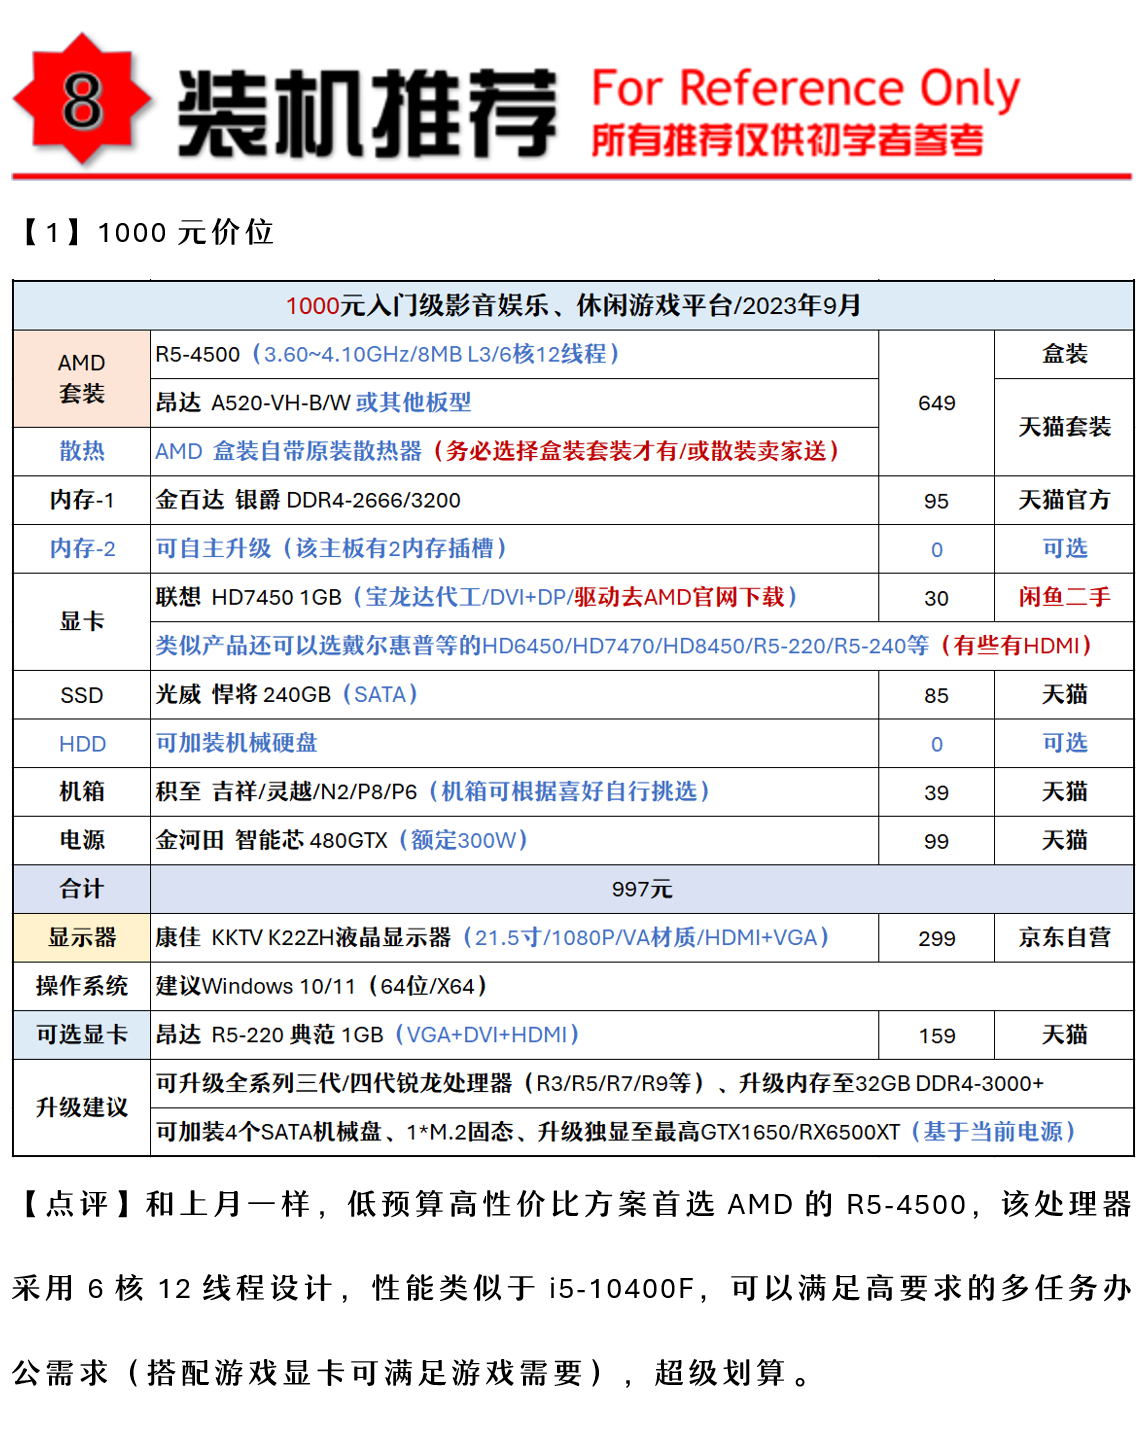 8
装机推荐
For Reference Only
所有推荐仅供初学者参考
【1】1000 元价位
1000元入门级影音娱乐、休闲游戏平台/2023年9月
AMD
套装
R5-4500（3.60~4.10GHz/8MB L3/6核12线程）
649
盒装
昂达 A520-VH-B/W 或其他板型
天猫套装
散热
AMD 盒装自带原装散热器（务必选择盒装套装才有/或散装卖家送）
内存-1
金百达 银爵 DDR4-2666/3200
95
天猫官方
内存-2
可自主升级（该主板有2内存插槽）
0
可选
显卡
联想 HD7450 1GB（宝龙达代工/DVI+DP/驱动去AMD官网下载）
30
闲鱼二手
类似产品还可以选戴尔惠普等的HD6450/HD7470/HD8450/R5-220/R5-240等（有些有HDMI）
SSD
光威 悍将 240GB（SATA）
85
天猫
HDD
可加装机械硬盘
0
可选
机箱
积至 吉祥/灵越/N2/P8/P6（机箱可根据喜好自行挑选）
39
天猫
电源
金河田 智能芯 480GTX（额定300W）
99
天猫
合计
997元
显示器
康佳 KKTV K22ZH液晶显示器（21.5寸/1080P/VA材质/HDMI+VGA）
299
京东自营
操作系统
建议Windows 10/11（64位/X64）
可选显卡
昂达 R5-220 典范 1GB（VGA+DVI+HDMI）
159
天猫
升级建议
可升级全系列三代/四代锐龙处理器（R3/R5/R7/R9等）、升级内存至32GB DDR4-3000+
可加装4个SATA机械盘、1*M.2固态、升级独显至最高GTX1650/RX6500XT（基于当前电源）
【点评】和上月一样，低预算高性价比方案首选 AMD 的 R5-4500，该处理器
采用 6 核 12 线程设计，性能类似于 i5-10400F，可以满足高要求的多任务办
公需求（搭配游戏显卡可满足游戏需要），超级划算。